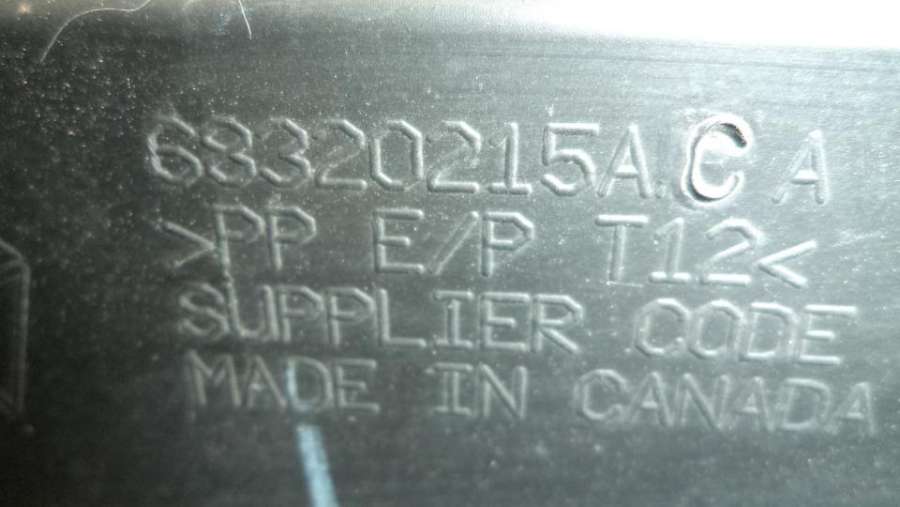 68320215A.C A
>PP E/P T12<
SUPPLIER CODE
MADE IN CANADA